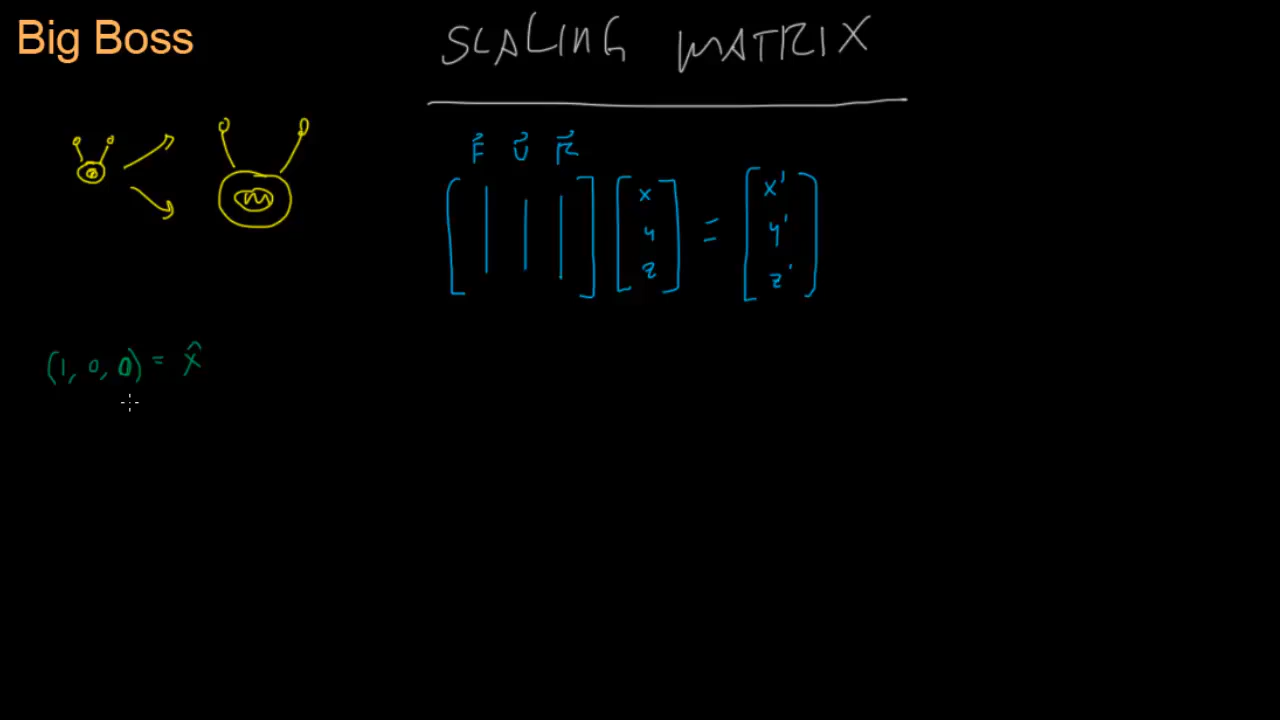 Big Boss
SCALING MATRIX
F⃗ U⃗ R⃗
[ | | | ] [ x y z ] = [ x' y' z' ]
(1, 0, 0) = x̂